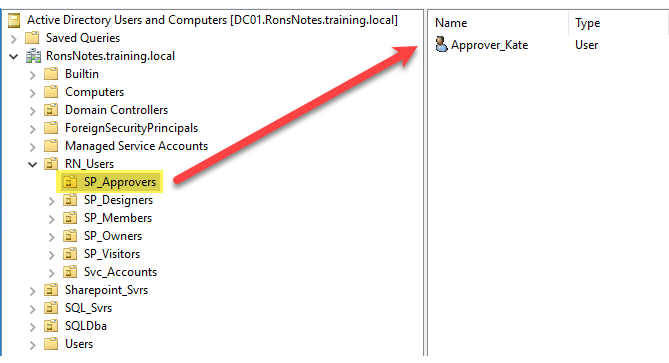 Active Directory Users and Computers [DC01.RonsNotes.training.local]
Saved Queries
RonsNotes.training.local
Builtin
Computers
Domain Controllers
ForeignSecurityPrincipals
Managed Service Accounts
RN_Users
SP_Approvers
SP_Designers
SP_Members
SP_Owners
SP_Visitors
Svc_Accounts
Sharepoint_Svrs
SQL_Svrs
SQLDba
Users
Name Type
Approver_Kate User